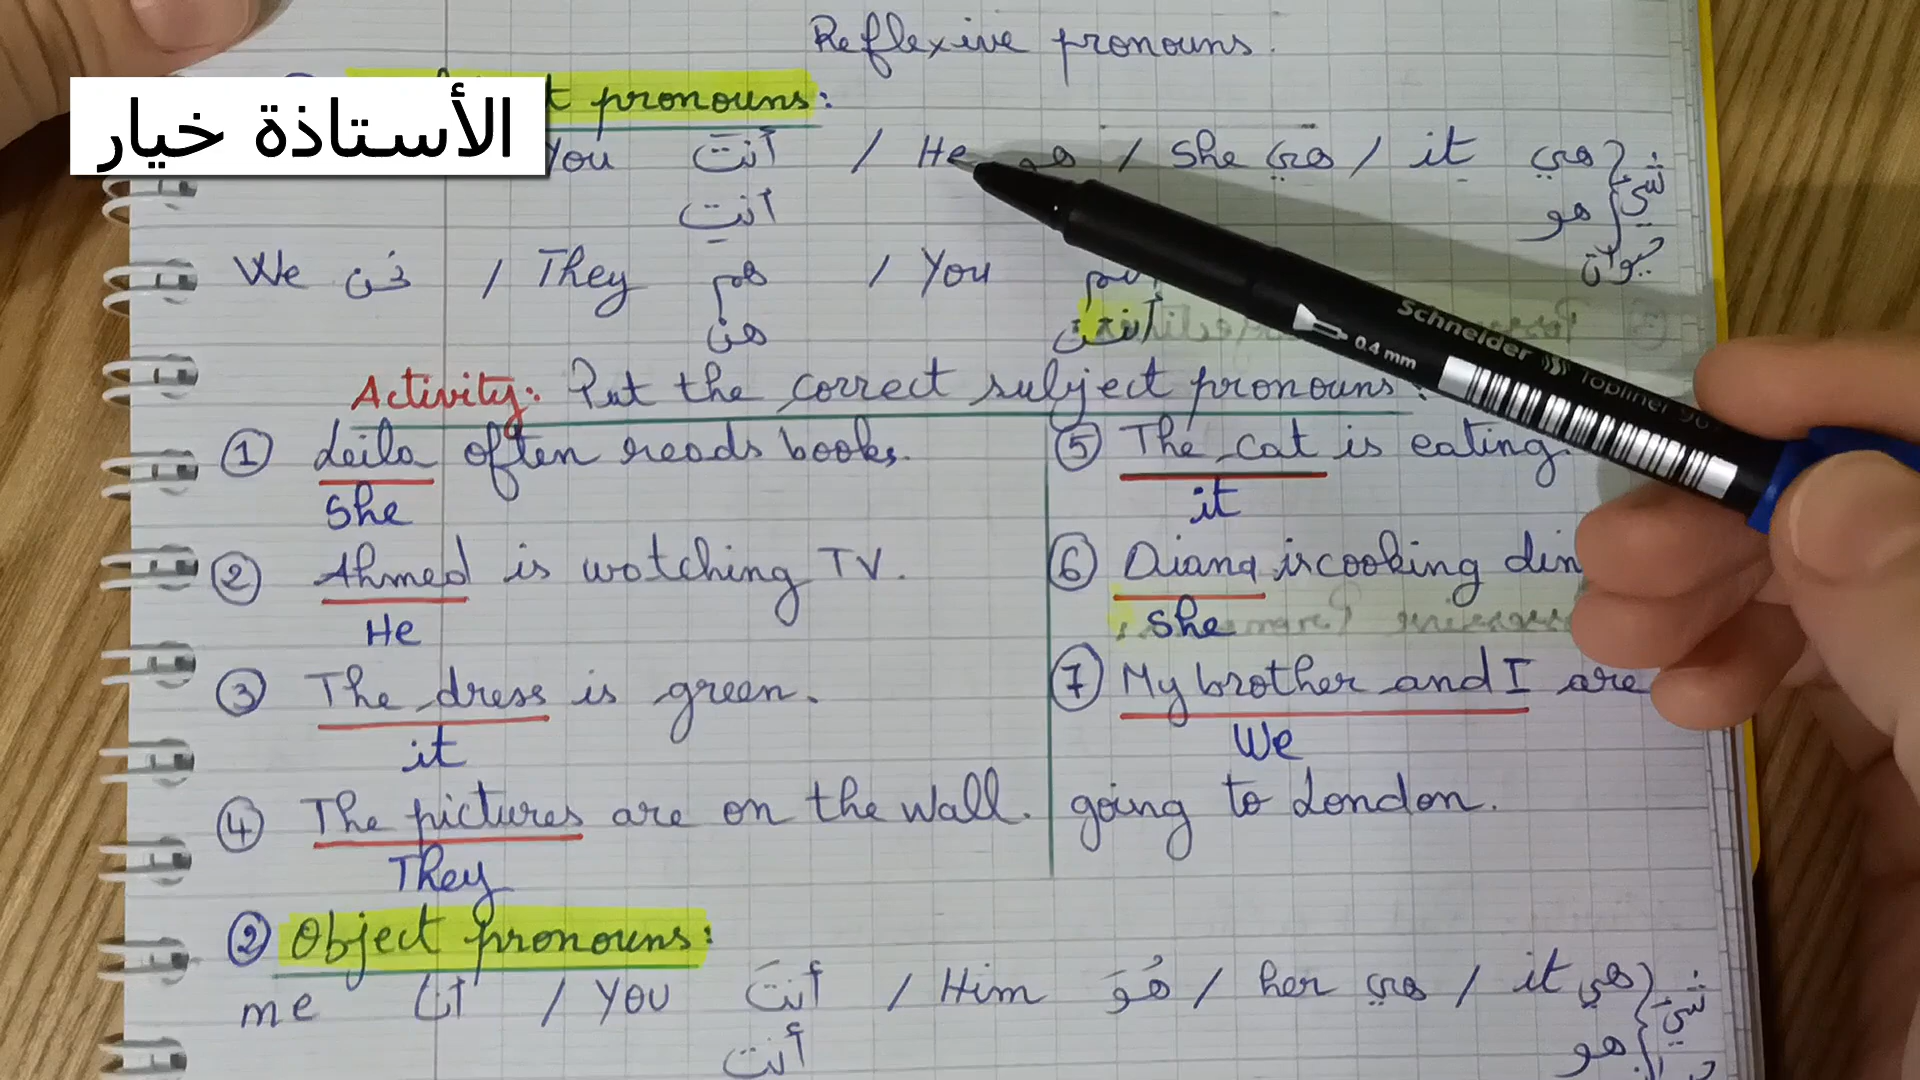 Reflexive pronouns.
t pronouns:
الأستاذة خيار
You أنتَ / He هو / She هي / it هي } شيئ
أنتِ هو حيوان
We نحن / They هم / You
هن أنتن
Activity: Put the correct subject pronouns:
① Leila often reads books.
She
② Ahmed is watching TV.
He
③ The dress is green.
it
④ The pictures are on the wall.
They
⑤ The cat is eating.
it
⑥ Diana is cooking din
she
⑦ My brother and I are
We
going to London.
② Object pronouns:
me أنا / You أنتَ / Him هُوَ / her هي / it هي } شيئ
أنت هو
Schneider Topliner
0.4 mm